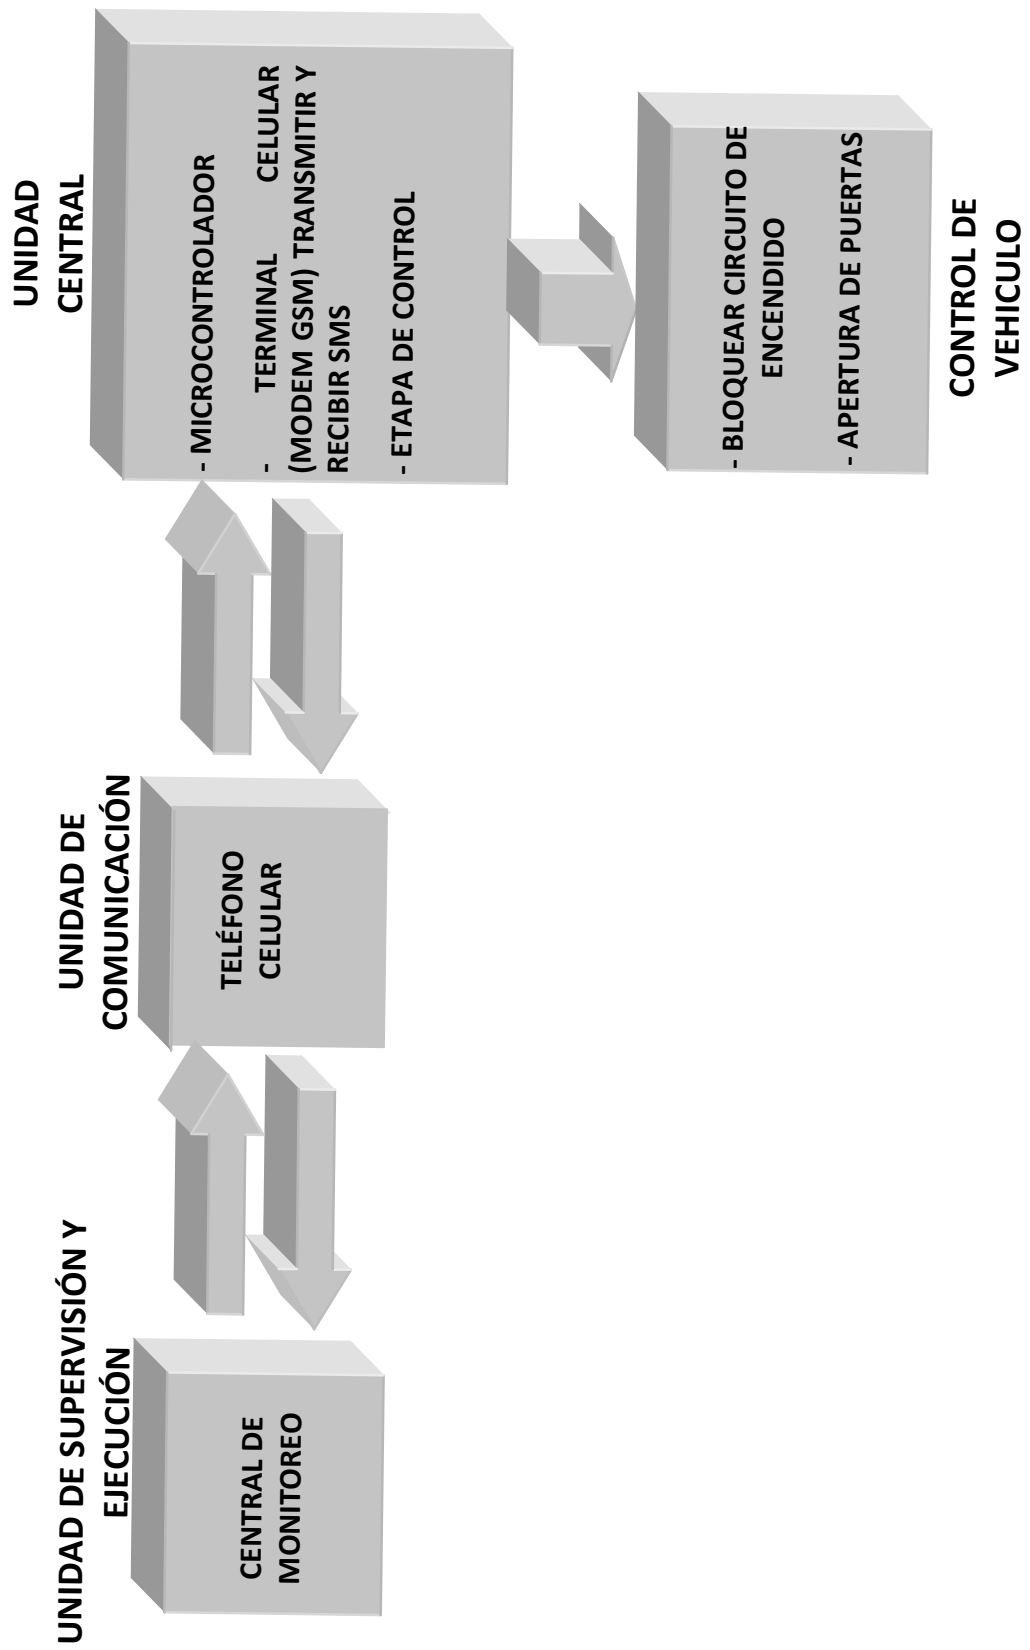 UNIDAD DE SUPERVISIÓN Y
EJECUCIÓN
CENTRAL DE
MONITOREO
UNIDAD DE
COMUNICACIÓN
TELÉFONO
CELULAR
UNIDAD
CENTRAL
- MICROCONTROLADOR
- TERMINAL CELULAR
(MODEM GSM) TRANSMITIR Y
RECIBIR SMS
- ETAPA DE CONTROL
- BLOQUEAR CIRCUITO DE
ENCENDIDO
- APERTURA DE PUERTAS
CONTROL DE
VEHICULO